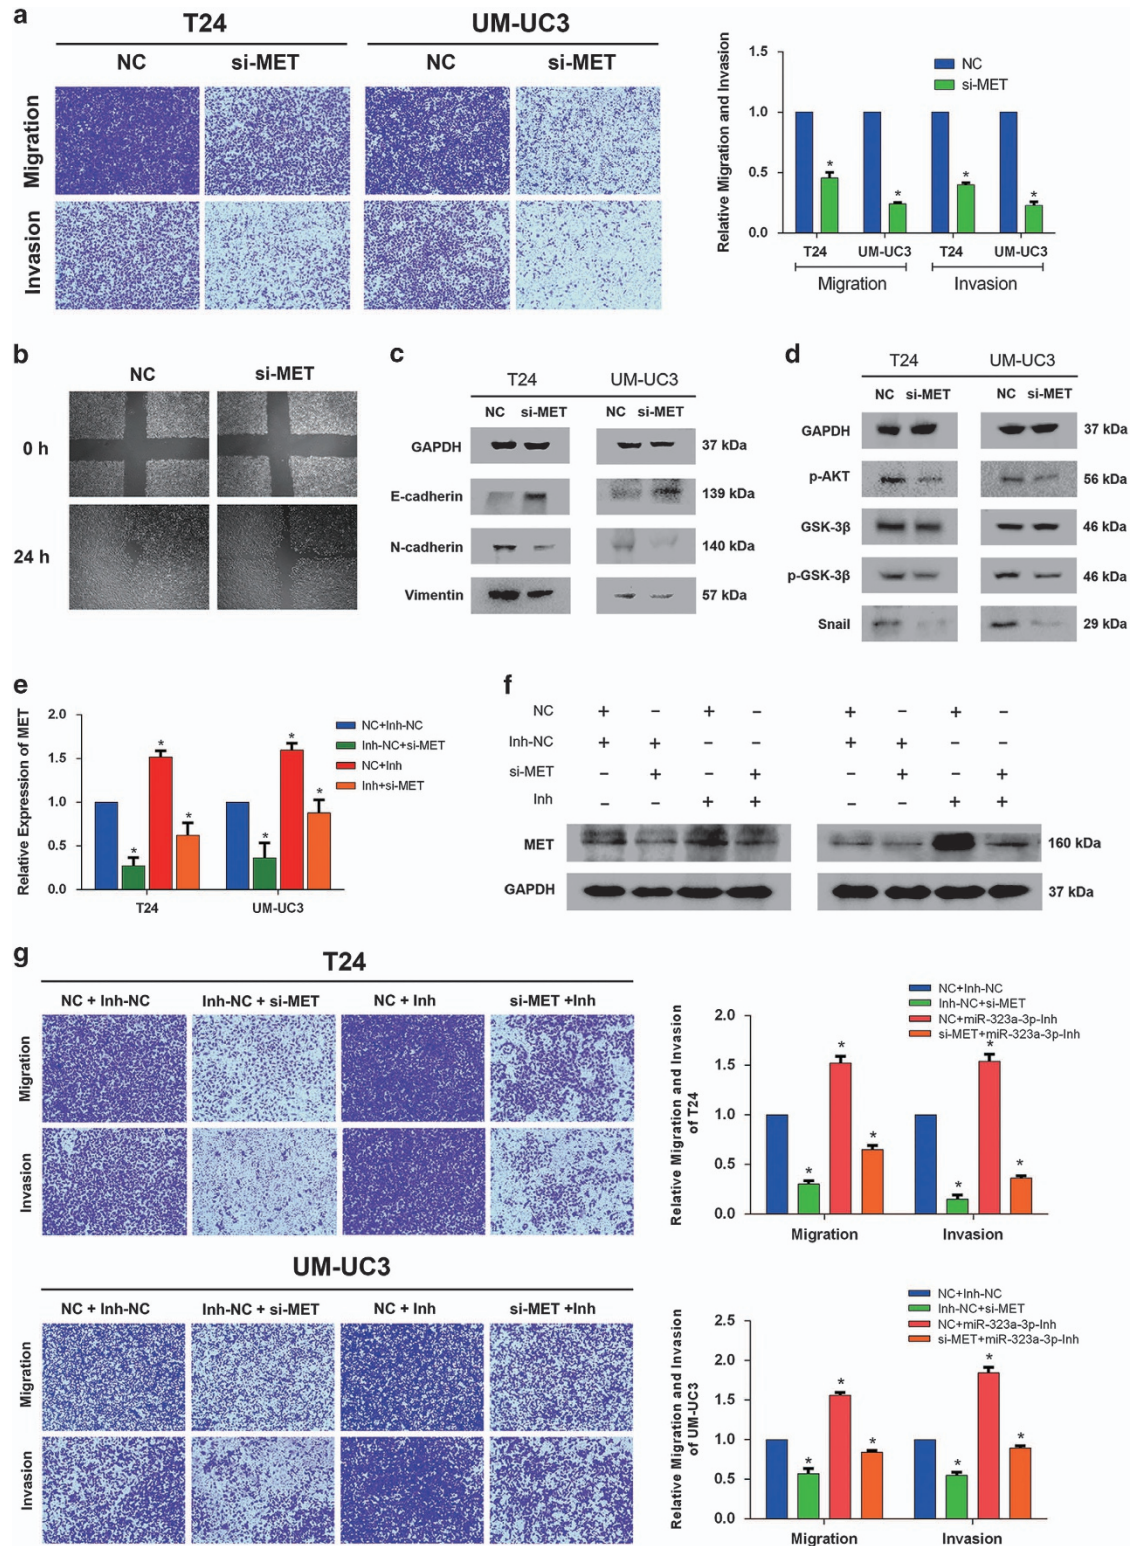 a
T24 UM-UC3
NC si-MET NC si-MET
Migration
Invasion
Relative Migration and Invasion
1.5
1.0
0.5
0.0
NC
si-MET
* * * *
T24 UM-UC3 T24 UM-UC3
Migration Invasion
b
NC si-MET
0 h
24 h
c
T24 UM-UC3
NC si-MET NC si-MET
GAPDH 37 kDa
E-cadherin 139 kDa
N-cadherin 140 kDa
Vimentin 57 kDa
d
T24 UM-UC3
NC si-MET NC si-MET
GAPDH 37 kDa
p-AKT 56 kDa
GSK-3β 46 kDa
p-GSK-3β 46 kDa
Snail 29 kDa
e
Relative Expression of MET
2.0
1.5
1.0
0.5
0.0
NC+Inh-NC
Inh-NC+si-MET
NC+Inh
Inh+si-MET
* * * * * *
T24 UM-UC3
f
NC + − + − + − + −
Inh-NC + + − − + + − −
si-MET − + − + − + − +
Inh − − + + − − + +
MET 160 kDa
GAPDH 37 kDa
g
T24
NC + Inh-NC Inh-NC + si-MET NC + Inh si-MET +Inh
Migration
Invasion
Relative Migration and Invasion
of T24
NC+Inh-NC
Inh-NC+si-MET
NC+miR-323a-3p-Inh
si-MET+miR-323a-3p-Inh
2.0
1.5
1.0
0.5
0.0
* * * * * *
Migration Invasion
UM-UC3
NC + Inh-NC Inh-NC + si-MET NC + Inh si-MET +Inh
Migration
Invasion
Relative Migration and Invasion
of UM-UC3
NC+Inh-NC
Inh-NC+si-MET
NC+miR-323a-3p-Inh
si-MET+miR-323a-3p-Inh
2.5
2.0
1.5
1.0
0.5
0.0
* * * * * *
Migration Invasion